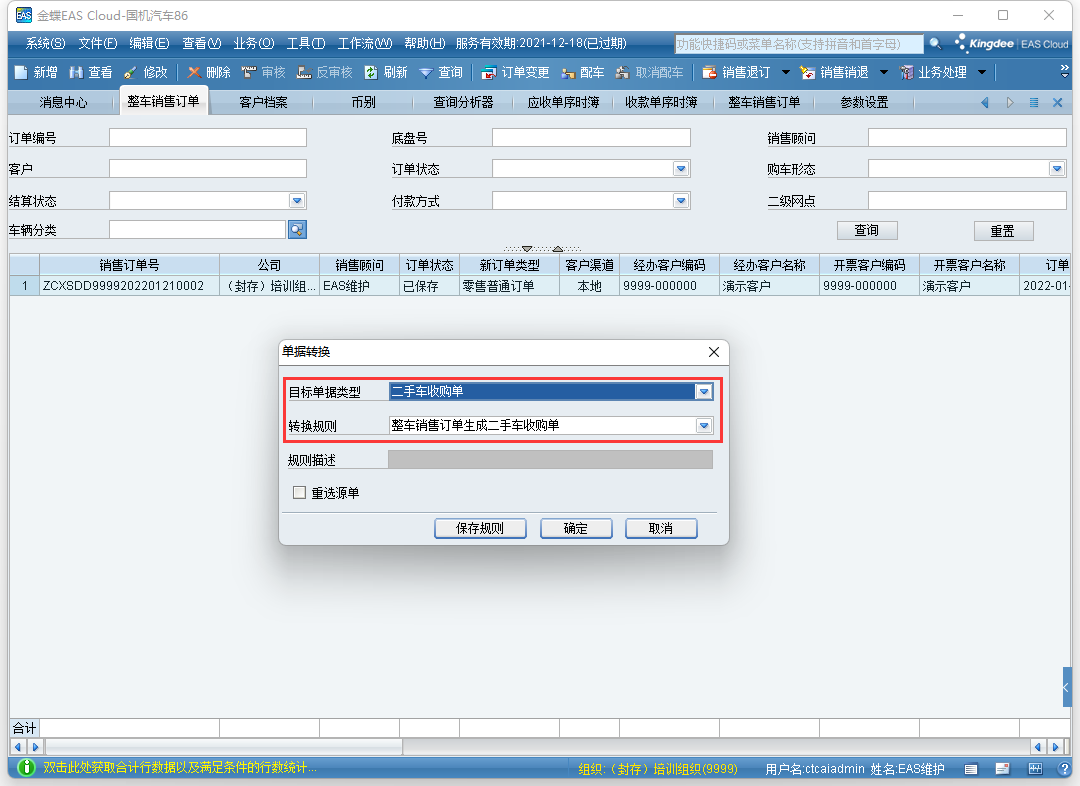 EAS 金蝶EAS Cloud-国机汽车86
系统(S) 文件(F) 编辑(E) 查看(V) 业务(O) 工具(T) 工作流(W) 帮助(H) 服务有效期:2021-12-18(已过期) 功能快捷码或菜单名称(支持拼音和首字母) Kingdee | EAS Cloud
新增 查看 修改 删除 审核 反审核 刷新 查询 订单变更 配车 取消配车 销售退订 销售销退 业务处理
消息中心 整车销售订单 客户档案 币别 查询分析器 应收单序时簿 收款单序时簿 整车销售订单 参数设置
订单编号 底盘号 销售顾问
客户 订单状态 购车形态
结算状态 付款方式 二级网点
车辆分类 查询 重置
销售订单号 公司 销售顾问 订单状态 新订单类型 客户渠道 经办客户编码 经办客户名称 开票客户编码 开票客户名称 订单
1 ZCXSDD9999202201210002 （封存）培训组... EAS维护 已保存 零售普通订单 本地 9999-000000 演示客户 9999-000000 演示客户 2022-01-
单据转换
目标单据类型 二手车收购单
转换规则 整车销售订单生成二手车收购单
规则描述
重选源单
保存规则 确定 取消
合计
双击此处获取合计行数据以及满足条件的行数统计... 组织:（封存）培训组织(9999) 用户名:ctcaiadmin 姓名:EAS维护